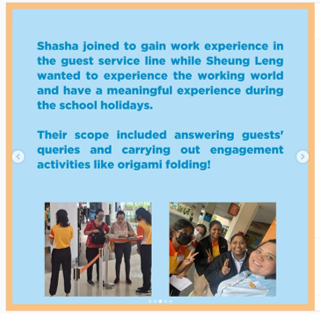 Shasha joined to gain work experience in
the guest service line while Sheung Leng
wanted to experience the working world
and have a meaningful experience during
the school holidays.
Their scope included answering guests'
queries and carrying out engagement
activities like origami folding!